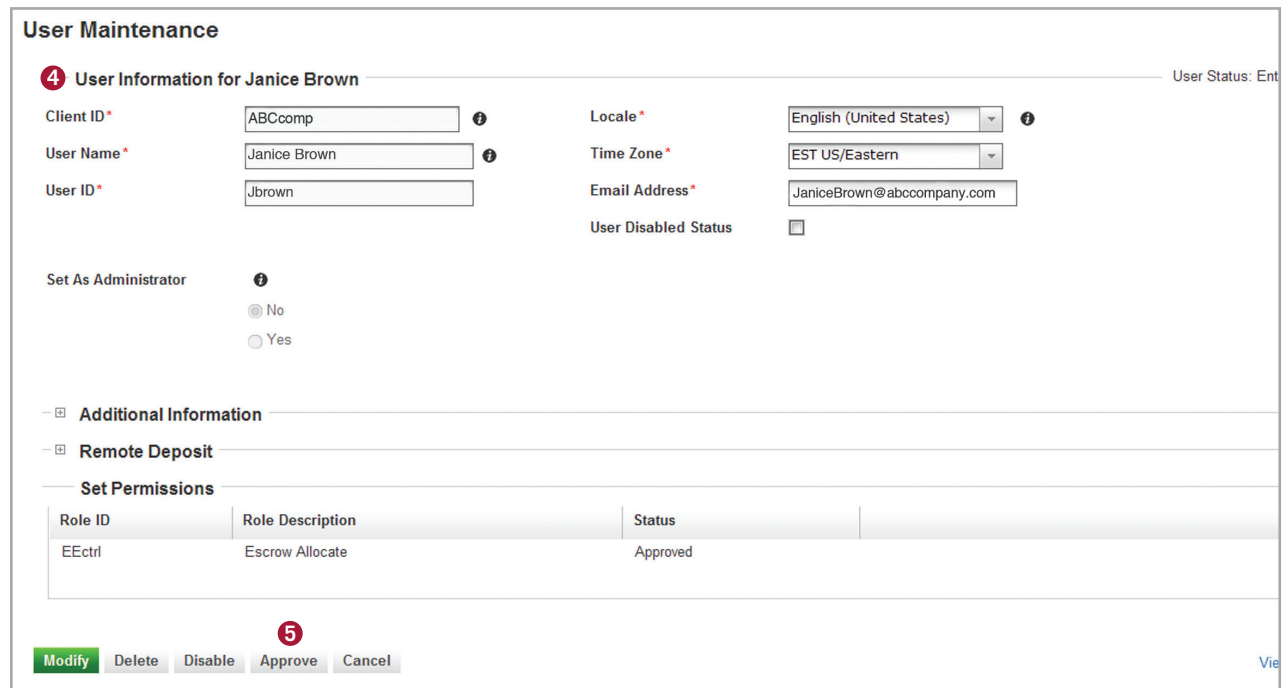 User Maintenance
4 User Information for Janice Brown User Status: Ent
Client ID* ABCcomp Locale* English (United States)
User Name* Janice Brown Time Zone* EST US/Eastern
User ID* Jbrown Email Address* JaniceBrown@abccompany.com
User Disabled Status
Set As Administrator
No
Yes
Additional Information
Remote Deposit
Set Permissions
Role ID Role Description Status
EEctrl Escrow Allocate Approved
5
Modify Delete Disable Approve Cancel Vie